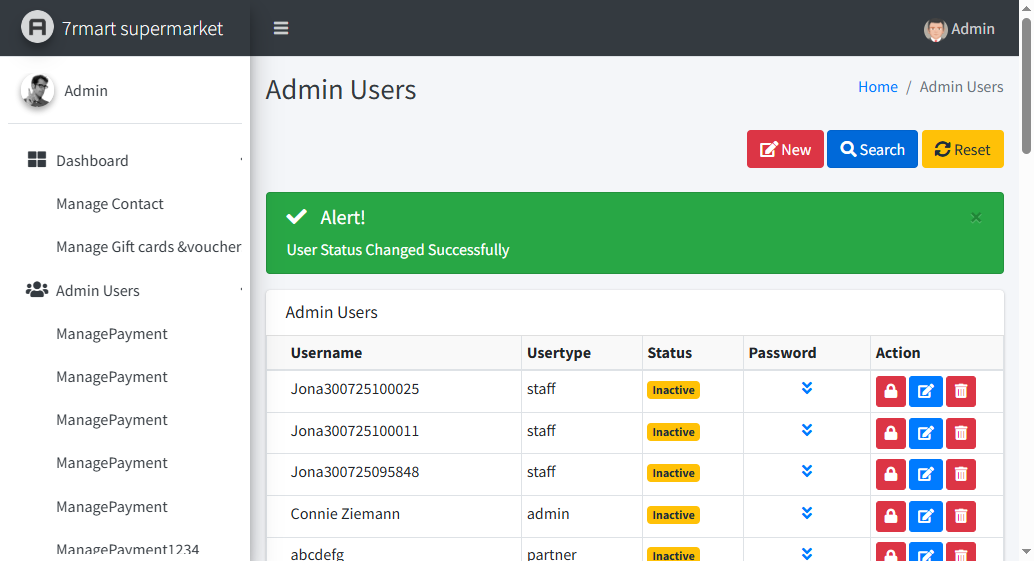 7rmart supermarket
Admin
Admin
Dashboard
Manage Contact
Manage Gift cards &voucher
Admin Users
ManagePayment
ManagePayment
ManagePayment
ManagePayment
ManagePayment
ManagePayment1234
Admin Users
Home / Admin Users
New Search Reset
Alert! ×
User Status Changed Successfully
Admin Users
Username Usertype Status Password Action
Jona300725100025 staff Inactive
Jona300725100011 staff Inactive
Jona300725095848 staff Inactive
Connie Ziemann admin Inactive
abcdefg partner Inactive